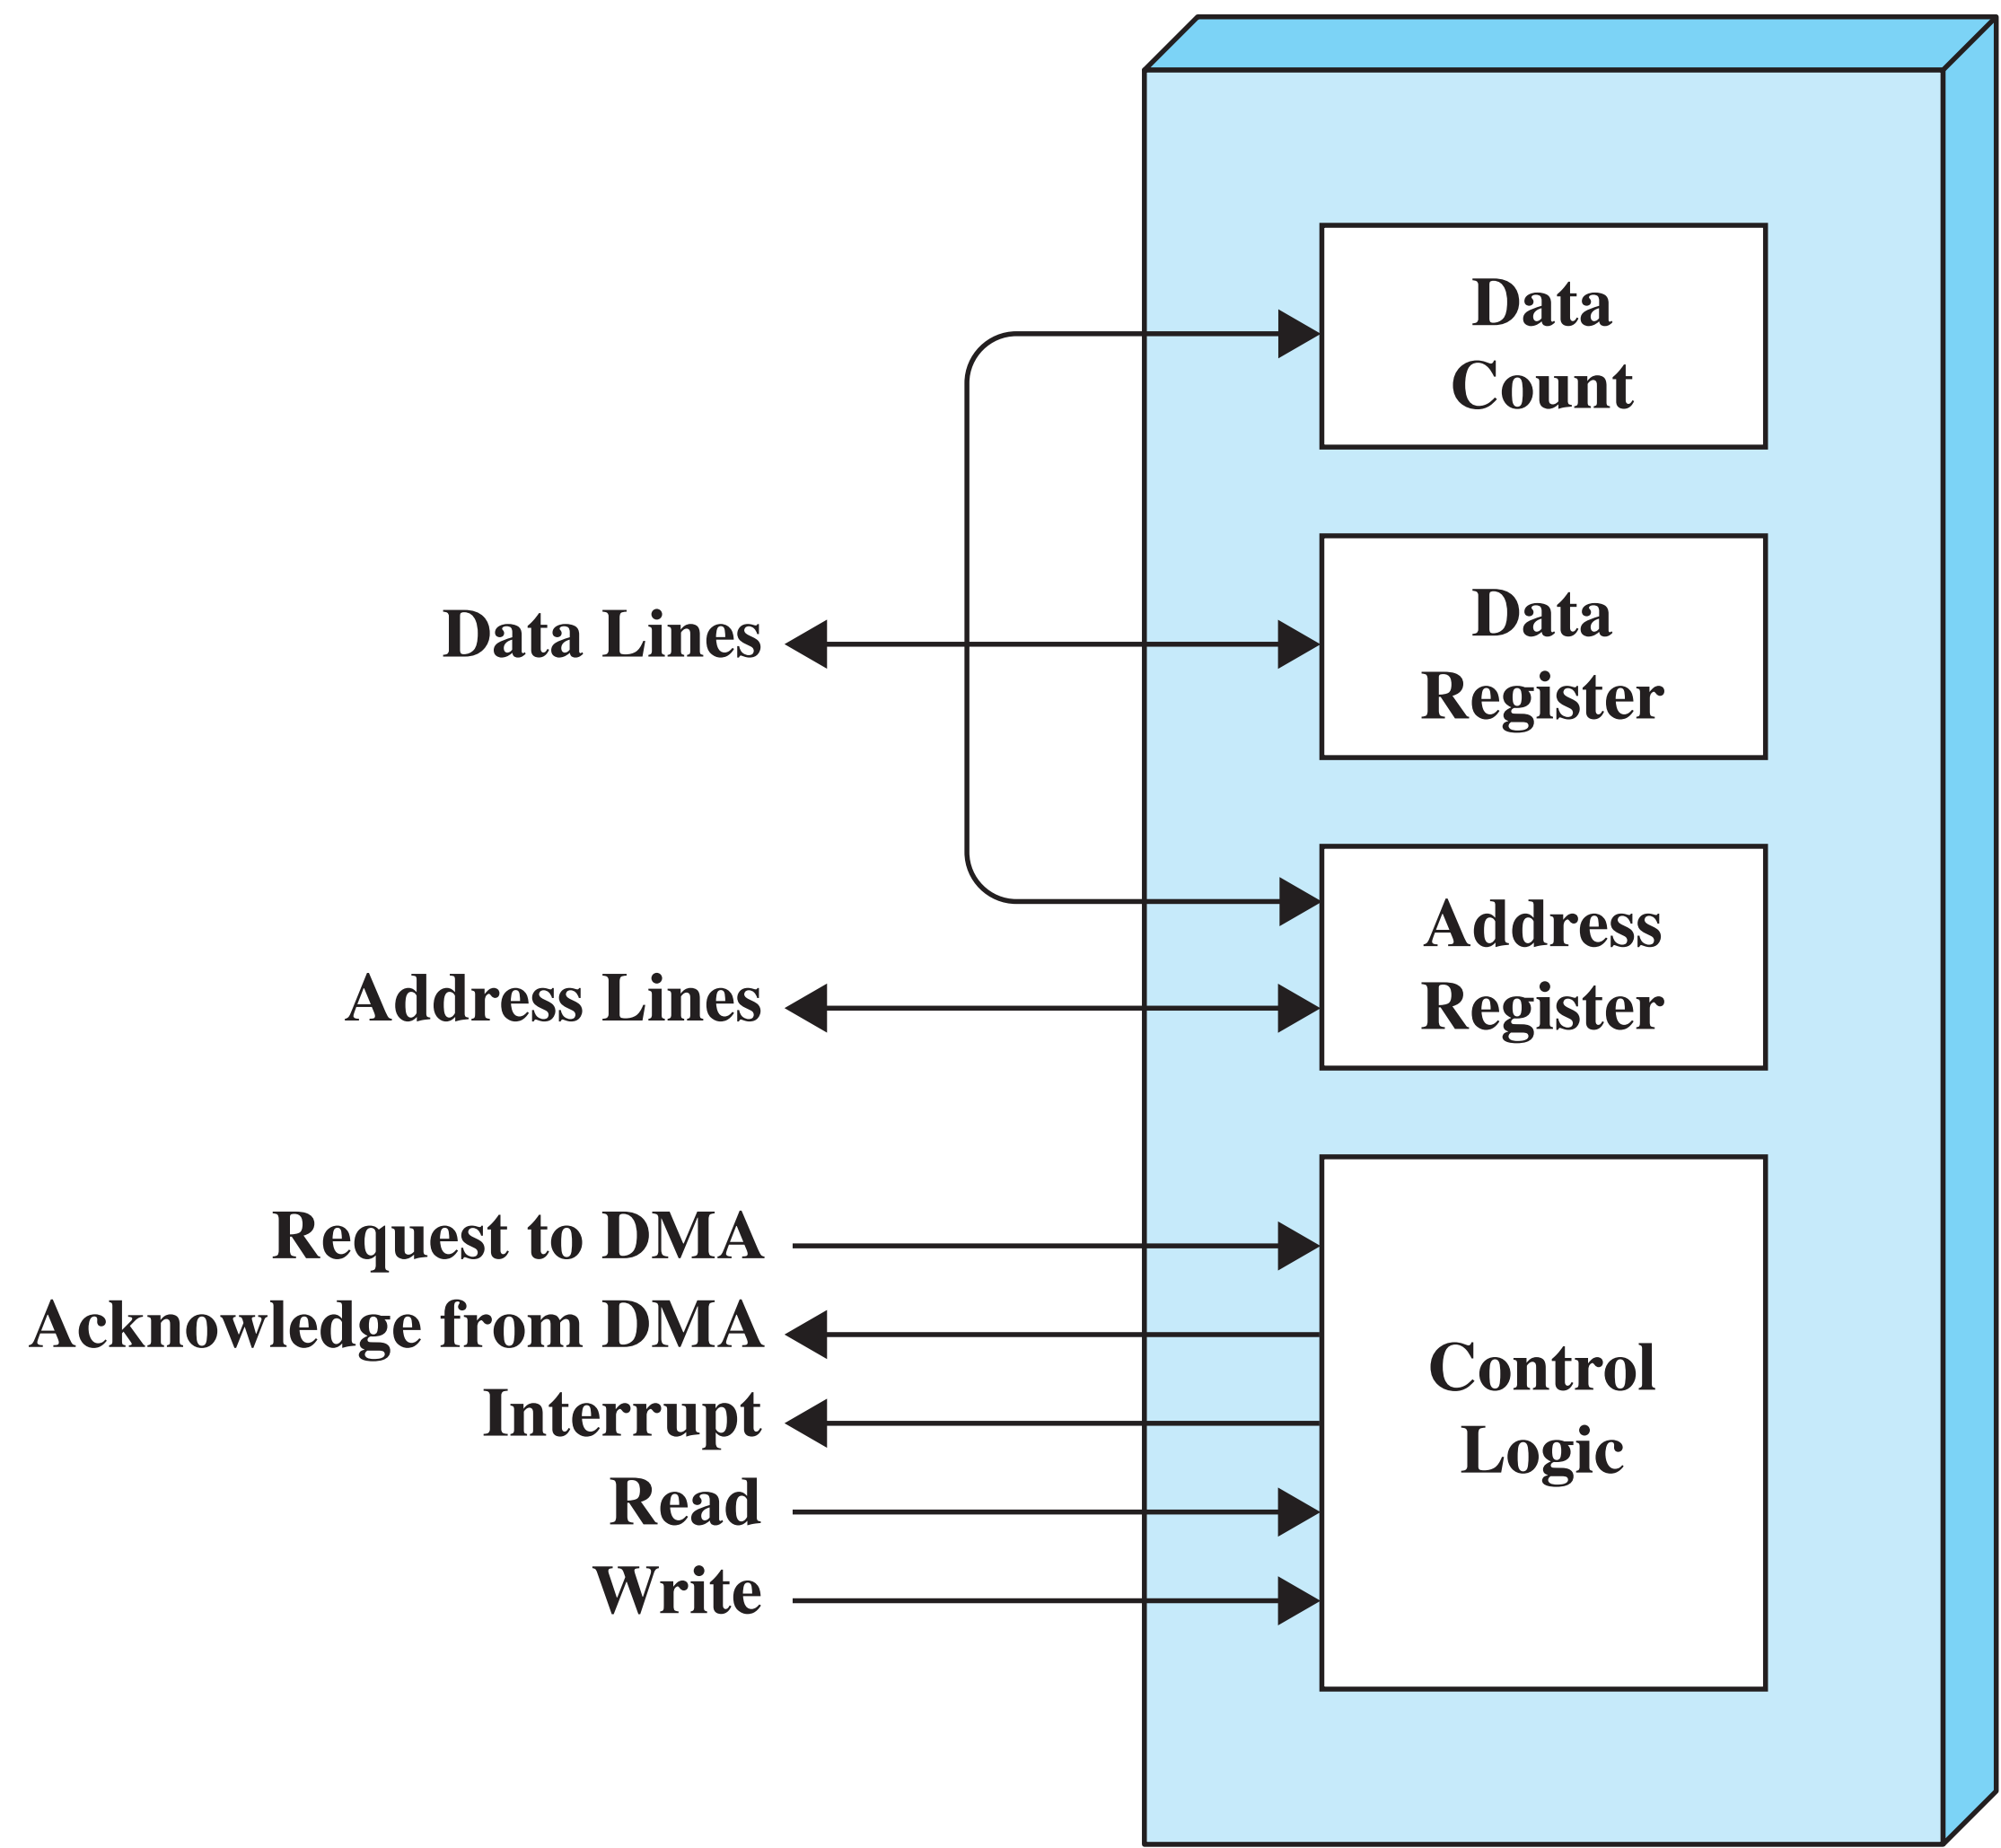 Data
Count
Data Lines
Data
Register
Address
Register
Address Lines
Request to DMA
Acknowledge from DMA
Interrupt
Read
Write
Control
Logic